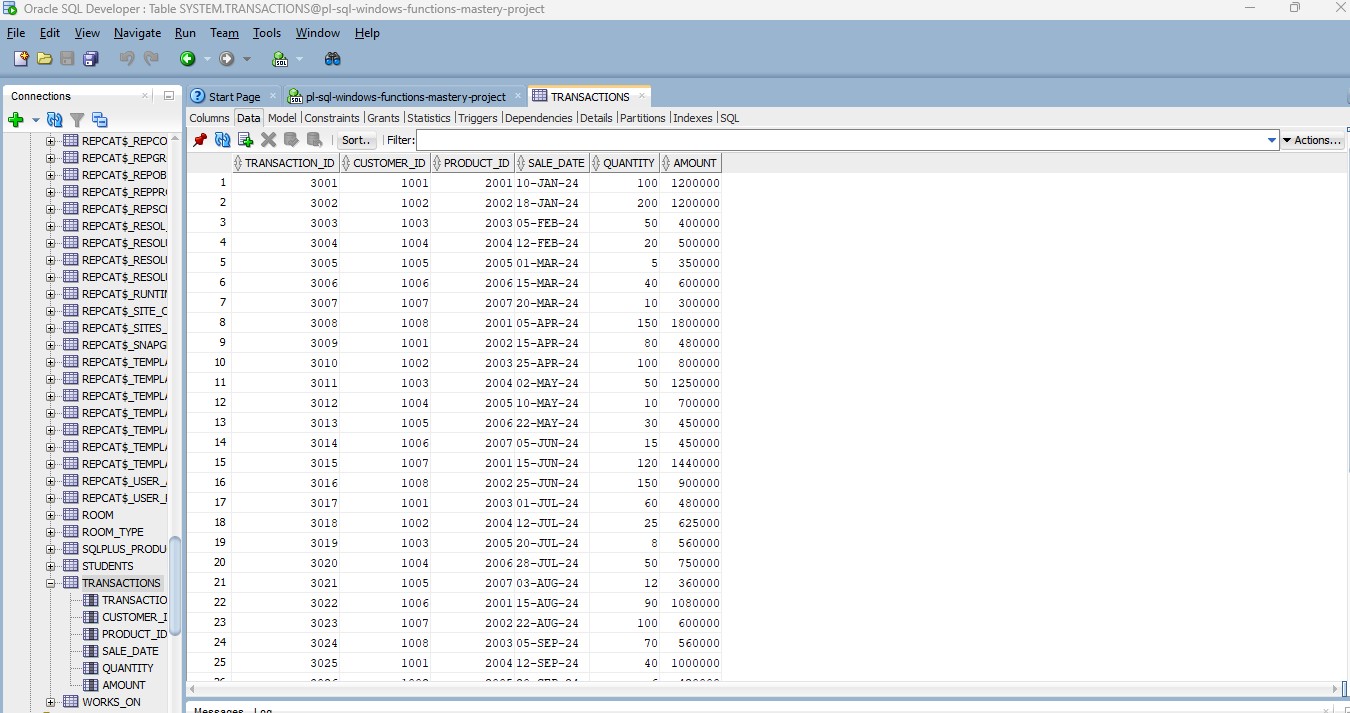 Oracle SQL Developer : Table SYSTEM.TRANSACTIONS@pl-sql-windows-functions-mastery-project
File Edit View Navigate Run Team Tools Window Help
Connections
Start Page pl-sql-windows-functions-mastery-project TRANSACTIONS
Columns Data Model Constraints Grants Statistics Triggers Dependencies Details Partitions Indexes SQL
Sort.. Filter: Actions...
REPCAT$_REPCO
REPCAT$_REPGR
REPCAT$_REPOB
REPCAT$_REPPR
REPCAT$_REPSC
REPCAT$_RESOL_
REPCAT$_RESOLU
REPCAT$_RESOLU
REPCAT$_RESOLU
REPCAT$_RUNTI
REPCAT$_SITE_
REPCAT$_SITES_
REPCAT$_SNAPG
REPCAT$_TEMPLA
REPCAT$_TEMPLA
REPCAT$_TEMPLA
REPCAT$_TEMPLA
REPCAT$_TEMPLA
REPCAT$_TEMPLA
REPCAT$_TEMPLA
REPCAT$_USER_
REPCAT$_USER_
ROOM
ROOM_TYPE
SQLPLUS_PRODU
STUDENTS
TRANSACTIONS
TRANSACTIO
CUSTOMER_I
PRODUCT_ID
SALE_DATE
QUANTITY
AMOUNT
WORKS_ON
TRANSACTION_ID CUSTOMER_ID PRODUCT_ID SALE_DATE QUANTITY AMOUNT
1 3001 1001 2001 10-JAN-24 100 1200000
2 3002 1002 2002 18-JAN-24 200 1200000
3 3003 1003 2003 05-FEB-24 50 400000
4 3004 1004 2004 12-FEB-24 20 500000
5 3005 1005 2005 01-MAR-24 5 350000
6 3006 1006 2006 15-MAR-24 40 600000
7 3007 1007 2007 20-MAR-24 10 300000
8 3008 1008 2001 05-APR-24 150 1800000
9 3009 1001 2002 15-APR-24 80 480000
10 3010 1002 2003 25-APR-24 100 800000
11 3011 1003 2004 02-MAY-24 50 1250000
12 3012 1004 2005 10-MAY-24 10 700000
13 3013 1005 2006 22-MAY-24 30 450000
14 3014 1006 2007 05-JUN-24 15 450000
15 3015 1007 2001 15-JUN-24 120 1440000
16 3016 1008 2002 25-JUN-24 150 900000
17 3017 1001 2003 01-JUL-24 60 480000
18 3018 1002 2004 12-JUL-24 25 625000
19 3019 1003 2005 20-JUL-24 8 560000
20 3020 1004 2006 28-JUL-24 50 750000
21 3021 1005 2007 03-AUG-24 12 360000
22 3022 1006 2001 15-AUG-24 90 1080000
23 3023 1007 2002 22-AUG-24 100 600000
24 3024 1008 2003 05-SEP-24 70 560000
25 3025 1001 2004 12-SEP-24 40 1000000
Messages - Log